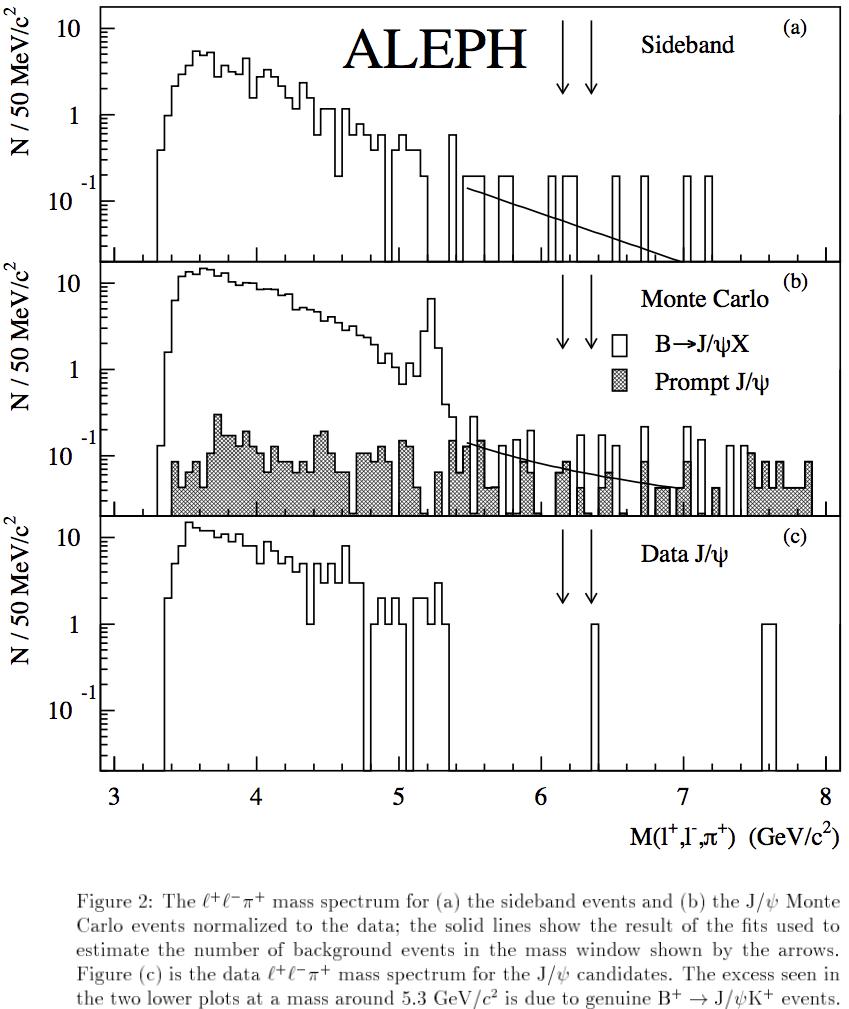 10
1
10 -1
N / 50 MeV/c2
ALEPH
Sideband
(a)
10
1
10 -1
N / 50 MeV/c2
(b)
Monte Carlo
B→J/ψX
Prompt J/ψ
10
1
10 -1
N / 50 MeV/c2
(c)
Data J/ψ
3 4 5 6 7 8
M(l+,l-,π+) (GeV/c2)
Figure 2: The ℓ+ℓ−π+ mass spectrum for (a) the sideband events and (b) the J/ψ Monte
Carlo events normalized to the data; the solid lines show the result of the fits used to
estimate the number of background events in the mass window shown by the arrows.
Figure (c) is the data ℓ+ℓ−π+ mass spectrum for the J/ψ candidates. The excess seen in
the two lower plots at a mass around 5.3 GeV/c2 is due to genuine B+ → J/ψK+ events.